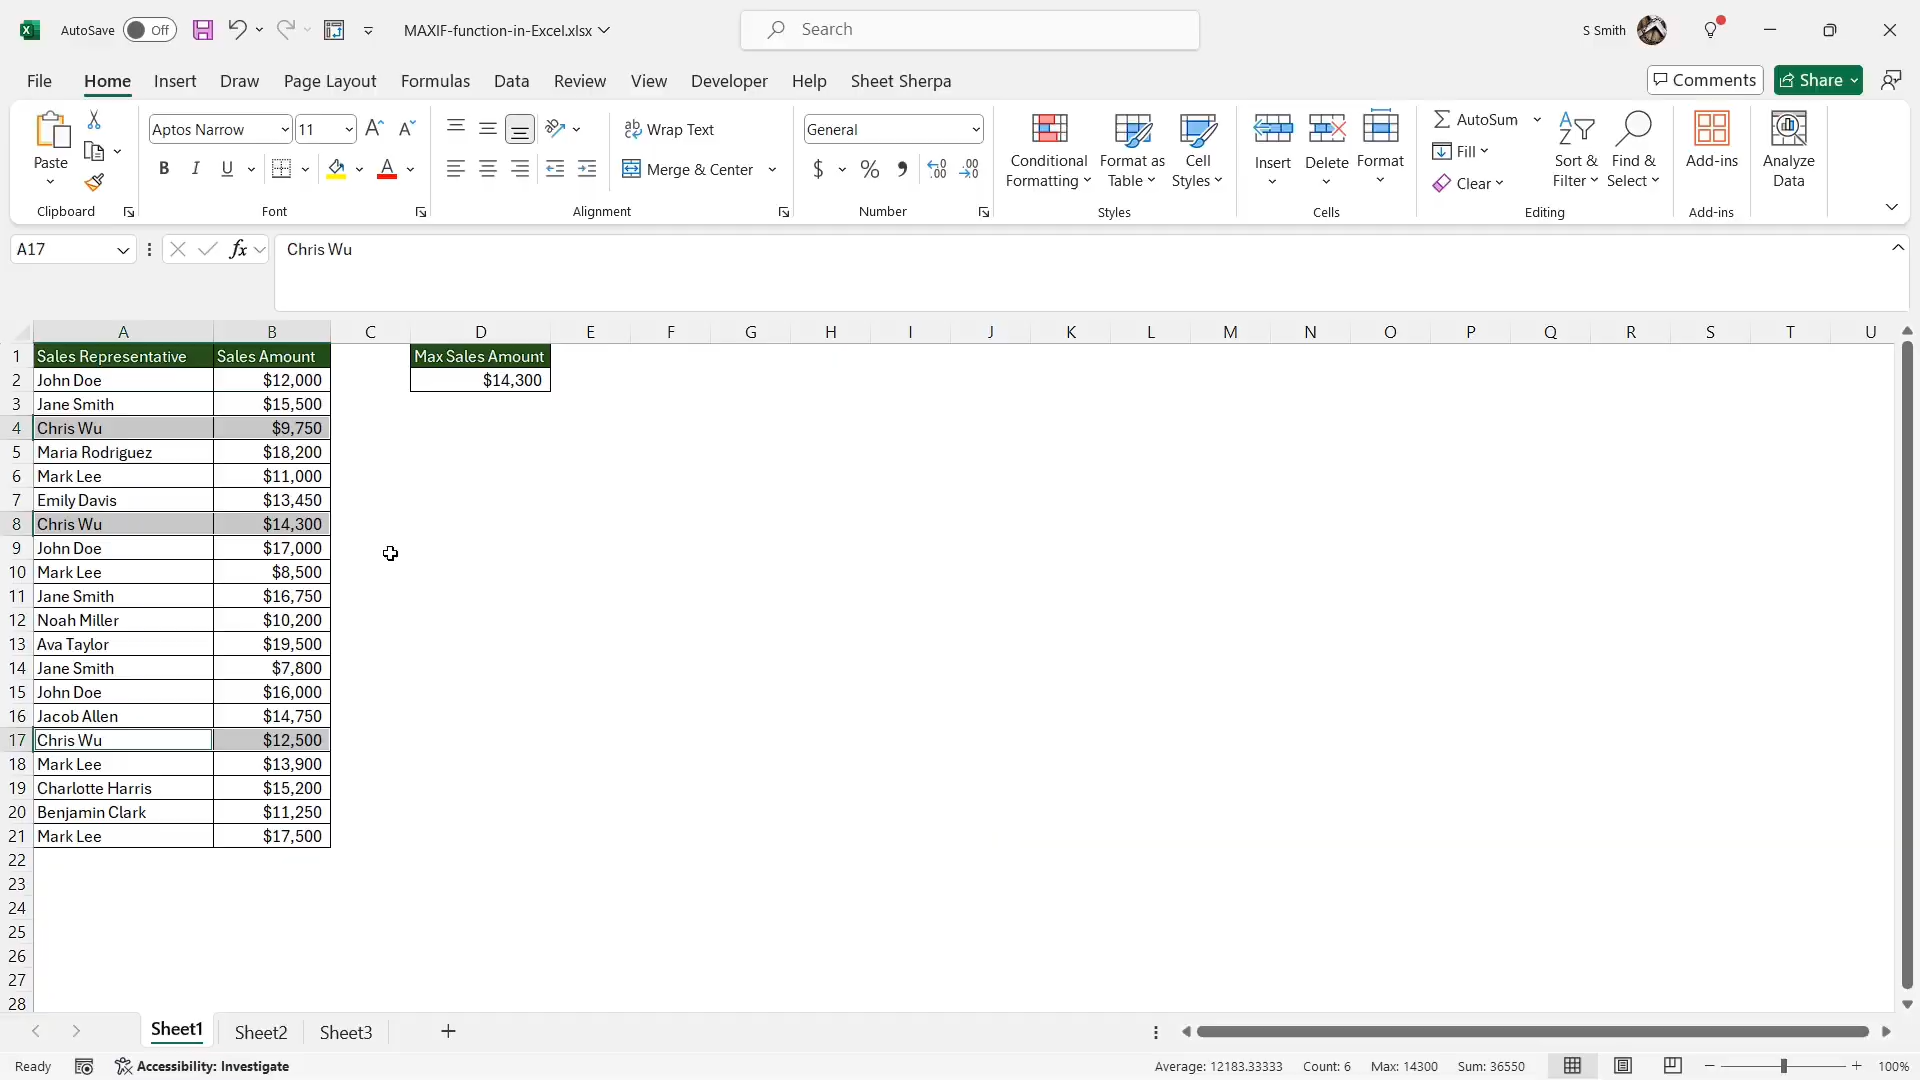 AutoSave Off MAXIF-function-in-Excel.xlsx Search S Smith
File Home Insert Draw Page Layout Formulas Data Review View Developer Help Sheet Sherpa Comments Share
Paste
Clipboard
Aptos Narrow 11
B I U A
Font
Wrap Text
Merge & Center
Alignment
General
$ % 9 .00
Number
Conditional Formatting
Format as Table
Cell Styles
Styles
Insert Delete Format
Cells
AutoSum
Fill
Clear
Sort & Filter
Find & Select
Editing
Add-ins
Add-ins
Analyze Data
A17 fx Chris Wu
A B C D E F G H I J K L M N O P Q R S T U
1 Sales Representative Sales Amount Max Sales Amount
2 John Doe $12,000 $14,300
3 Jane Smith $15,500
4 Chris Wu $9,750
5 Maria Rodriguez $18,200
6 Mark Lee $11,000
7 Emily Davis $13,450
8 Chris Wu $14,300
9 John Doe $17,000
10 Mark Lee $8,500
11 Jane Smith $16,750
12 Noah Miller $10,200
13 Ava Taylor $19,500
14 Jane Smith $7,800
15 John Doe $16,000
16 Jacob Allen $14,750
17 Chris Wu $12,500
18 Mark Lee $13,900
19 Charlotte Harris $15,200
20 Benjamin Clark $11,250
21 Mark Lee $17,500
22
23
24
25
26
27
28
Sheet1 Sheet2 Sheet3 +
Ready Accessibility: Investigate Average: 12183.33333 Count: 6 Max: 14300 Sum: 36550 100%